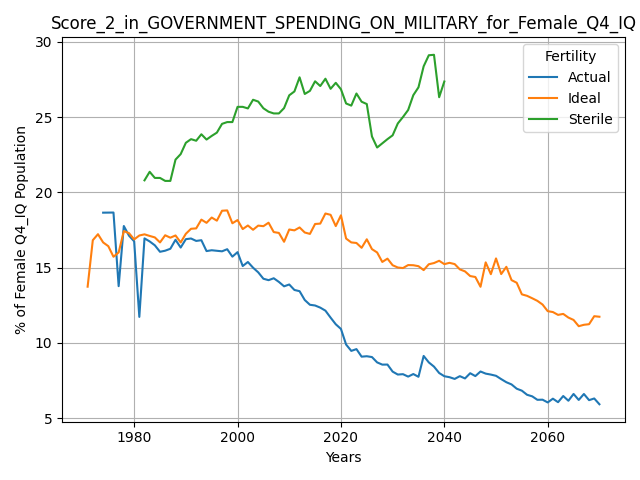 Score_2_in_GOVERNMENT_SPENDING_ON_MILITARY_for_Female_Q4_IQ
Fertility
Actual
Ideal
Sterile
% of Female Q4_IQ Population
30
25
20
15
10
5
1980
2000
2020
2040
2060
Years